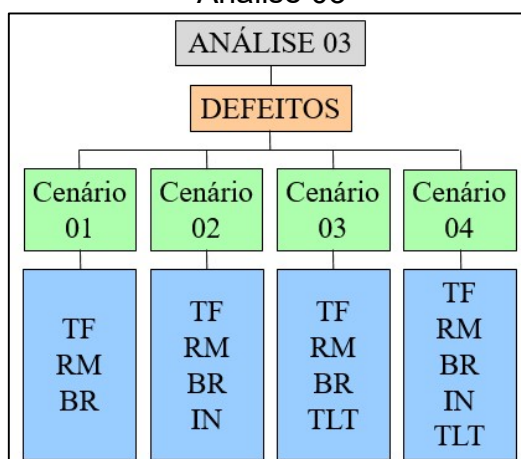 Análise 03
ANÁLISE 03
DEFEITOS
Cenário
01
Cenário
02
Cenário
03
Cenário
04
TF
RM
BR
TF
RM
BR
IN
TF
RM
BR
TLT
TF
RM
BR
IN
TLT